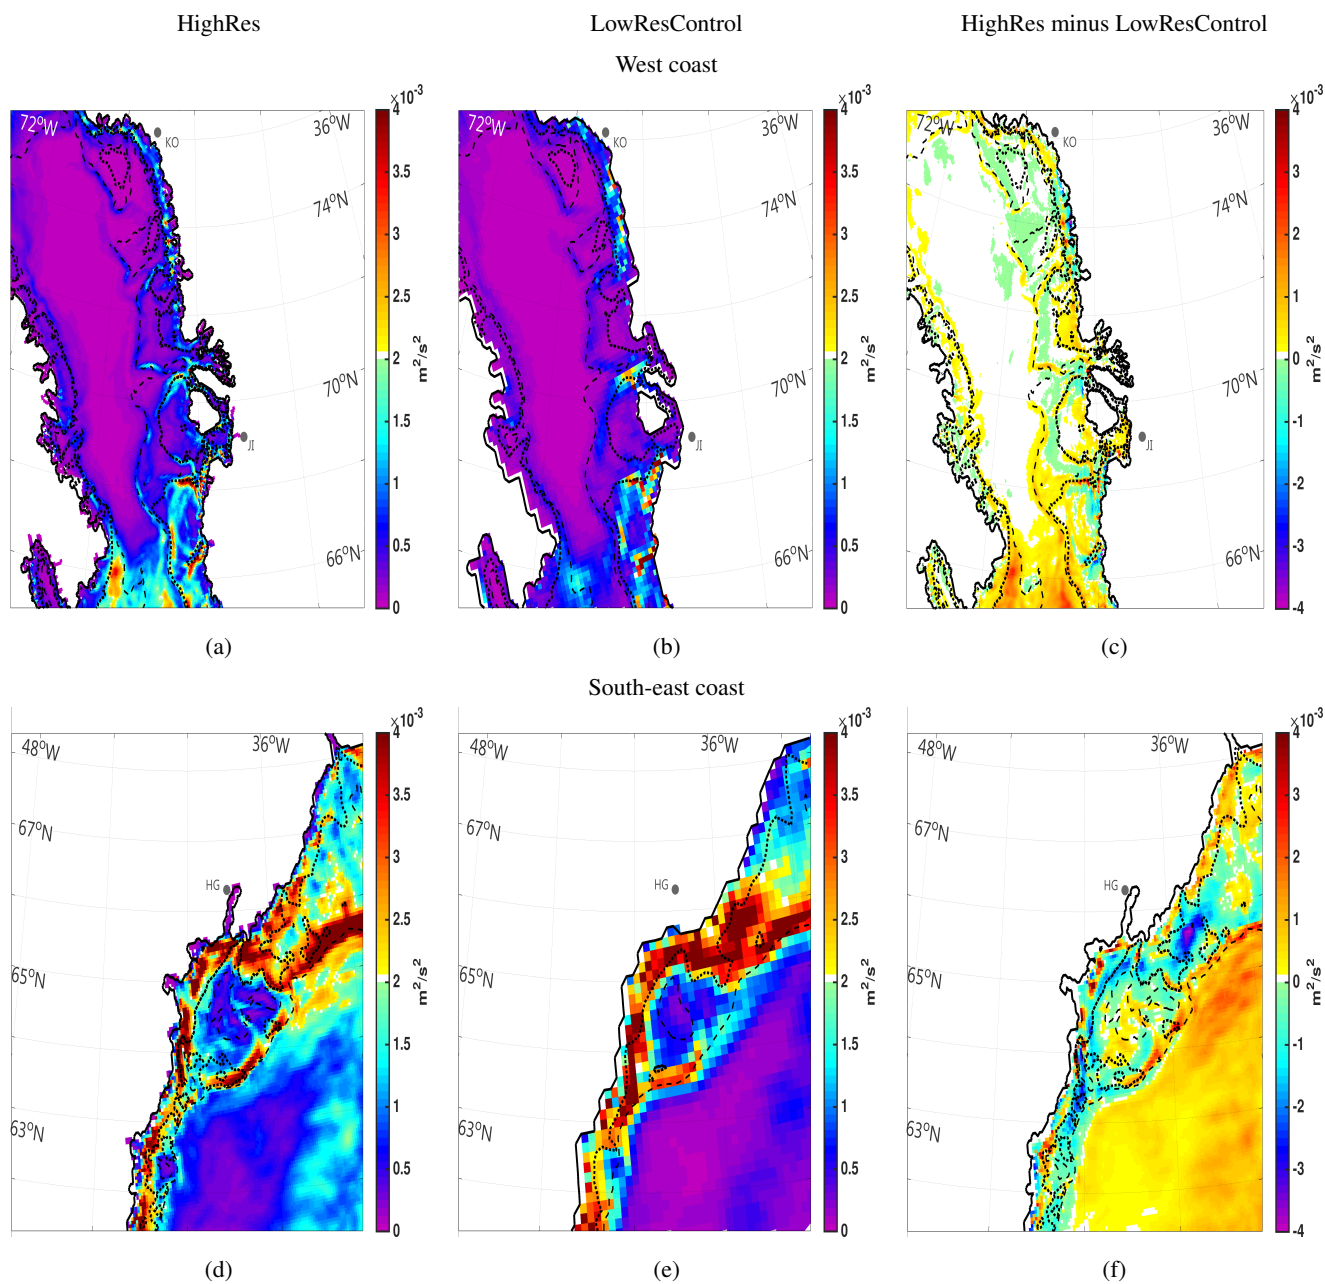 HighRes LowResControl HighRes minus LowResControl
West coast
×10⁻³ ×10⁻³ ×10⁻³
72°W 36°W 72°W 36°W 72°W 36°W
KO KO KO
74°N 74°N 74°N
70°N 70°N 70°N
JI JI JI
66°N 66°N 66°N
4 3.5 3 2.5 2 1.5 1 0.5 0 m²/s²
4 3.5 3 2.5 2 1.5 1 0.5 0 m²/s²
4 3 2 1 0 -1 -2 -3 -4 m²/s²
(a) (b) (c)
South-east coast
×10⁻³ ×10⁻³ ×10⁻³
48°W 36°W 36°W 48°W 36°W
67°N 67°N 67°N
HG HG HG
65°N 65°N 65°N
63°N 63°N 63°N
4 3.5 3 2.5 2 1.5 1 0.5 0 m²/s²
4 3.5 3 2.5 2 1.5 1 0.5 0 m²/s²
4 3 2 1 0 -1 -2 -3 -4 m²/s²
(d) (e) (f)